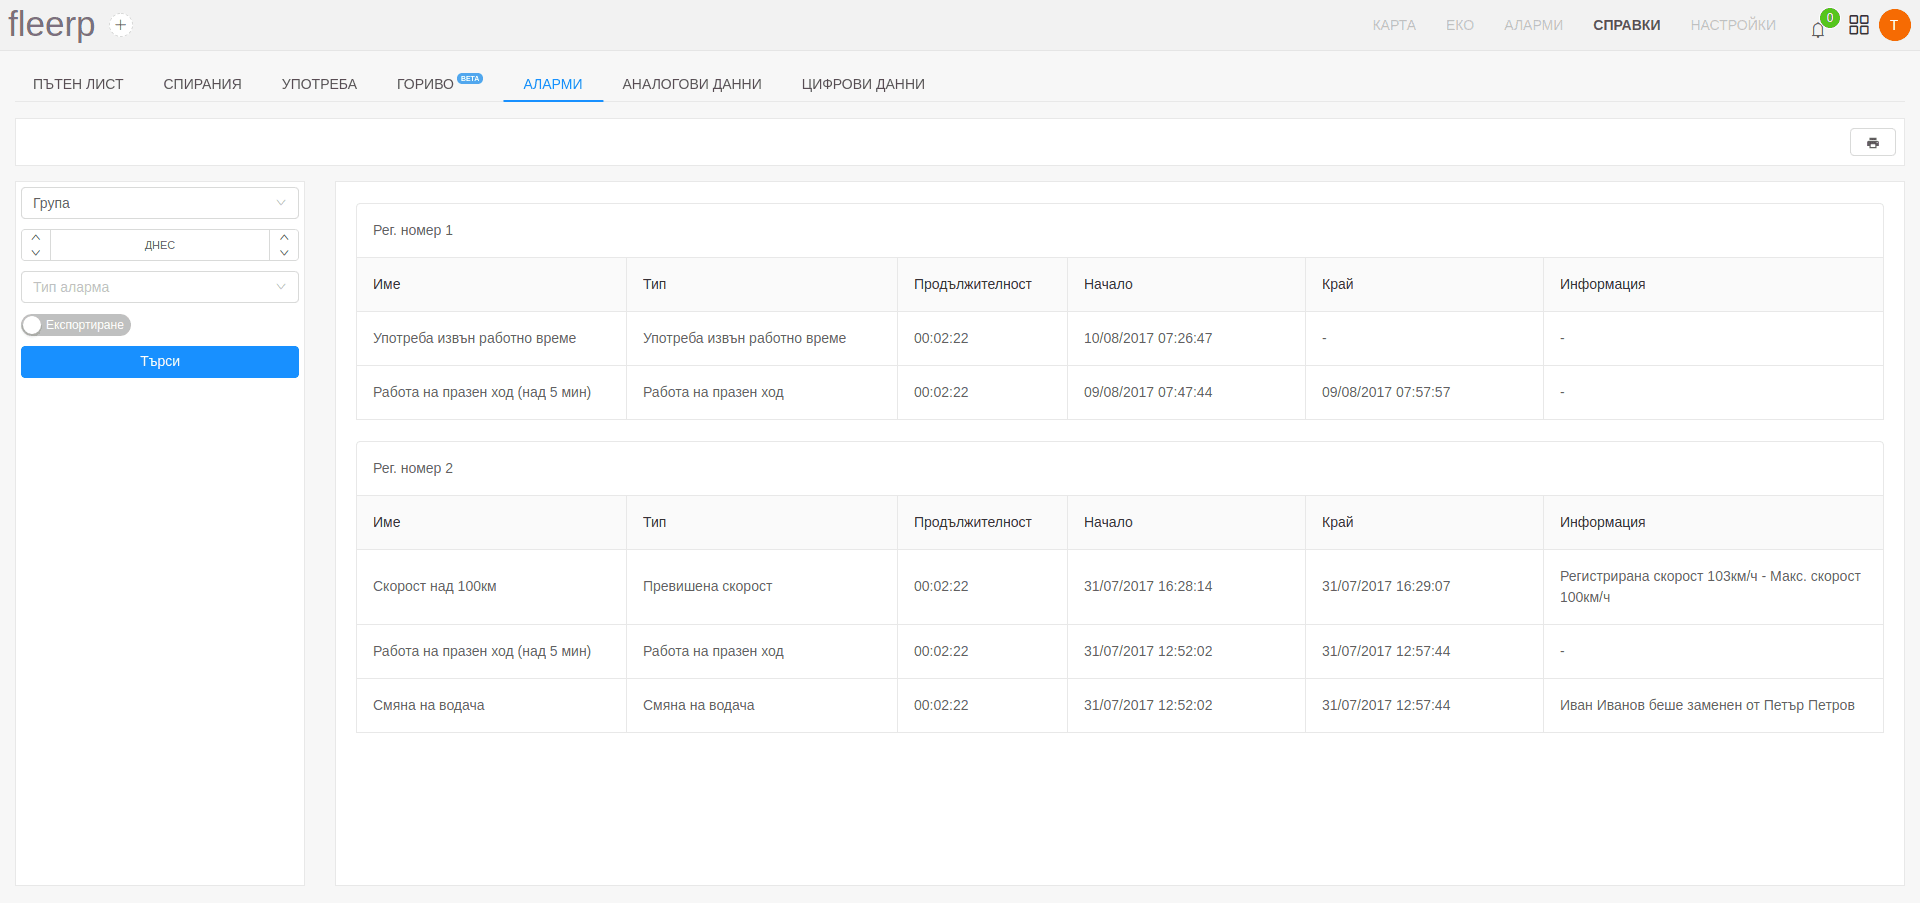 fleerp
КАРТА ЕКО АЛАРМИ СПРАВКИ НАСТРОЙКИ 0 T
ПЪТЕН ЛИСТ СПИРАНИЯ УПОТРЕБА ГОРИВО BETA АЛАРМИ АНАЛОГОВИ ДАННИ ЦИФРОВИ ДАННИ
Група
ДНЕС
Тип аларма
Експортиране
Търси
Рег. номер 1
Име Тип Продължителност Начало Край Информация
Употреба извън работно време Употреба извън работно време 00:02:22 10/08/2017 07:26:47 - -
Работа на празен ход (над 5 мин) Работа на празен ход 00:02:22 09/08/2017 07:47:44 09/08/2017 07:57:57 -
Рег. номер 2
Име Тип Продължителност Начало Край Информация
Скорост над 100км Превишена скорост 00:02:22 31/07/2017 16:28:14 31/07/2017 16:29:07 Регистрирана скорост 103км/ч - Макс. скорост
100км/ч
Работа на празен ход (над 5 мин) Работа на празен ход 00:02:22 31/07/2017 12:52:02 31/07/2017 12:57:44 -
Смяна на водача Смяна на водача 00:02:22 31/07/2017 12:52:02 31/07/2017 12:57:44 Иван Иванов беше заменен от Петър Петров